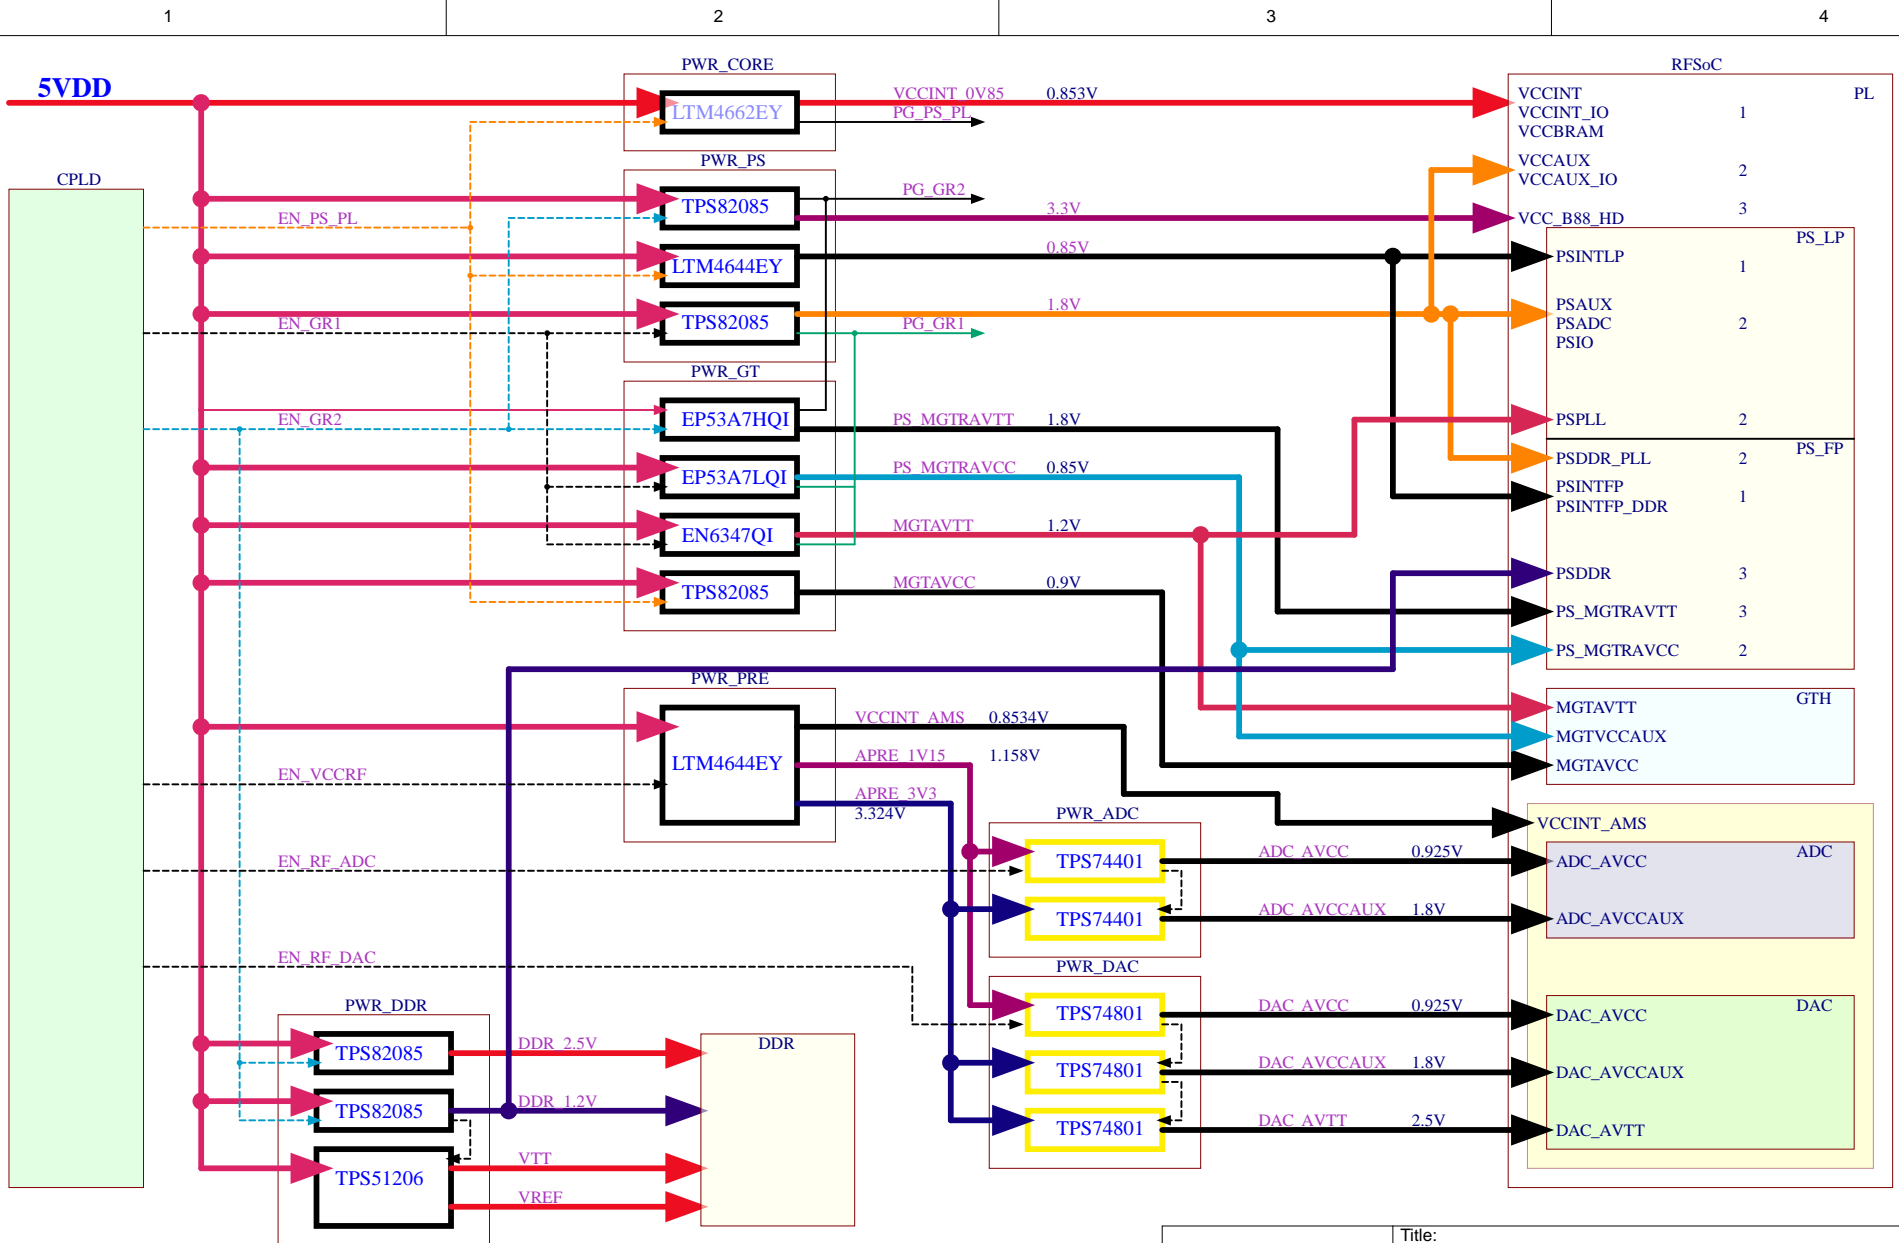 1 2 3 4
PWR_CORE RFSoC
5VDD
LTM4662EY VCCINT_0V85 0.853V VCCINT PL
PG_PS_PL VCCINT_IO 1
VCCBRAM
PWR_PS VCCAUX
VCCAUX_IO 2
CPLD
TPS82085 PG_GR2
EN_PS_PL 3.3V VCC_B88_HD 3
PS_LP
LTM4644EY 0.85V PSINTLP 1
1.8V PSAUX
EN_GR1 TPS82085 PG_GR1 PSADC 2
PSIO
PWR_GT
EN_GR2 EP53A7HQI PS_MGTRAVTT 1.8V PSPLL 2
PS_FP
EP53A7LQI PS_MGTRAVCC 0.85V PSDDR_PLL 2
PSINTFP 1
PSINTFP_DDR
EN6347QI MGTAVTT 1.2V
TPS82085 MGTAVCC 0.9V PSDDR 3
PS_MGTRAVTT 3
PS_MGTRAVCC 2
PWR_PRE
VCCINT_AMS 0.8534V MGTAVTT GTH
MGTVCCAUX
LTM4644EY APRE_1V15 1.158V MGTAVCC
EN_VCCRF
APRE_3V3
3.324V
PWR_ADC VCCINT_AMS
EN_RF_ADC TPS74401 ADC_AVCC 0.925V ADC_AVCC ADC
TPS74401 ADC_AVCCAUX 1.8V ADC_AVCCAUX
EN_RF_DAC PWR_DAC
PWR_DDR TPS74801 DAC_AVCC 0.925V DAC_AVCC DAC
TPS82085 DDR_2.5V DDR
TPS74801 DAC_AVCCAUX 1.8V DAC_AVCCAUX
TPS82085 DDR_1.2V
TPS74801 DAC_AVTT 2.5V DAC_AVTT
TPS51206 VTT
VREF
Title: